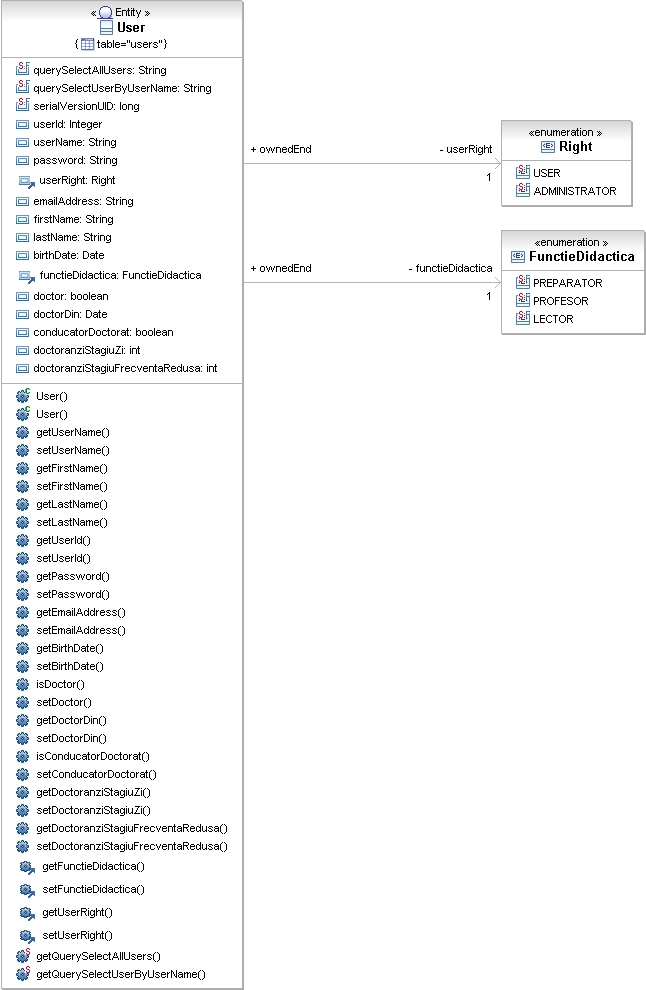 « Entity »
User
{ table="users"}
querySelectAllUsers: String
querySelectUserByUserName: String
serialVersionUID: long
userId: Integer
userName: String
password: String
userRight: Right
emailAddress: String
firstName: String
lastName: String
birthDate: Date
functieDidactica: FunctieDidactica
doctor: boolean
doctorDin: Date
conducatorDoctorat: boolean
doctoranziStagiuZi: int
doctoranziStagiuFrecventaRedusa: int
User()
User()
getUserName()
setUserName()
getFirstName()
setFirstName()
getLastName()
setLastName()
getUserId()
setUserId()
getPassword()
setPassword()
getEmailAddress()
setEmailAddress()
getBirthDate()
setBirthDate()
isDoctor()
setDoctor()
getDoctorDin()
setDoctorDin()
isConducatorDoctorat()
setConducatorDoctorat()
getDoctoranziStagiuZi()
setDoctoranziStagiuZi()
getDoctoranziStagiuFrecventaRedusa()
setDoctoranziStagiuFrecventaRedusa()
getFunctieDidactica()
setFunctieDidactica()
getUserRight()
setUserRight()
getQuerySelectAllUsers()
getQuerySelectUserByUserName()
+ ownedEnd - userRight
1
«enumeration »
Right
USER
ADMINISTRATOR
+ ownedEnd - functieDidactica
1
«enumeration »
FunctieDidactica
PREPARATOR
PROFESOR
LECTOR